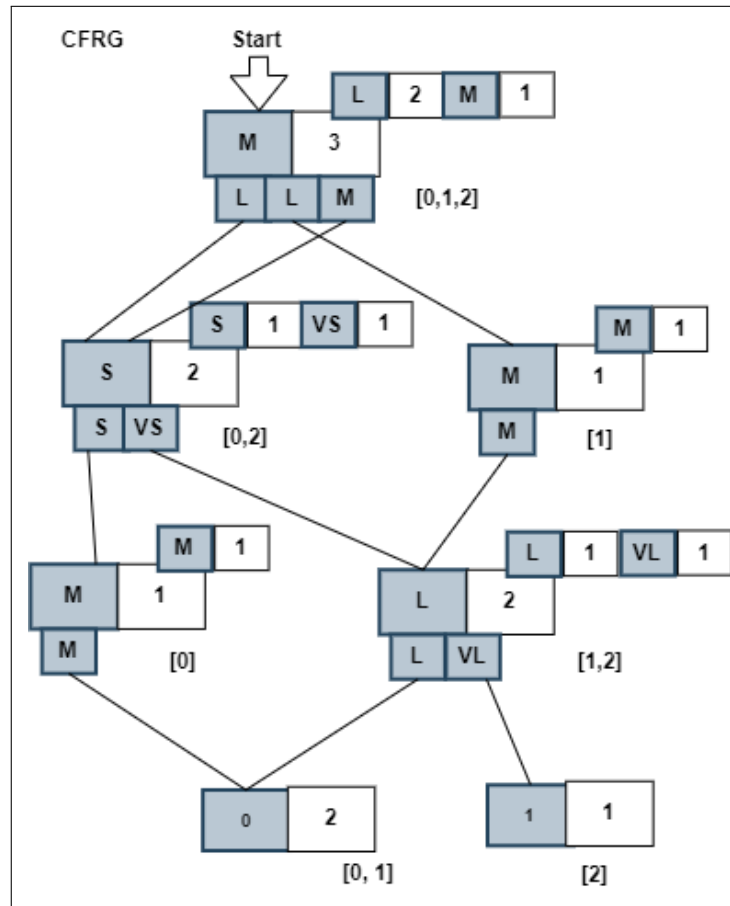 CFRG Start
L 2 M 1
M 3
L L M [0,1,2]
S 1 VS 1 M 1
S 2 M 1
S VS [0,2] M [1]
M 1 L 1 VL 1
M 1 L 2
M [0] L VL [1,2]
0 2 1 1
[0, 1] [2]